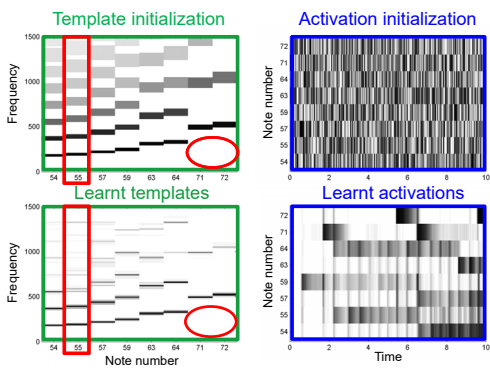 Template initialization
Frequency
1500
1000
500
0
54 55 57 59 63 64 71 72
Activation initialization
Note number
72
71
64
63
59
57
55
54
0 2 4 6 8 10
Learnt templates
Frequency
1500
1000
500
0
54 55 57 59 63 64 71 72
Note number
Learnt activations
Note number
72
71
64
63
59
57
55
54
0 2 4 6 8 10
Time